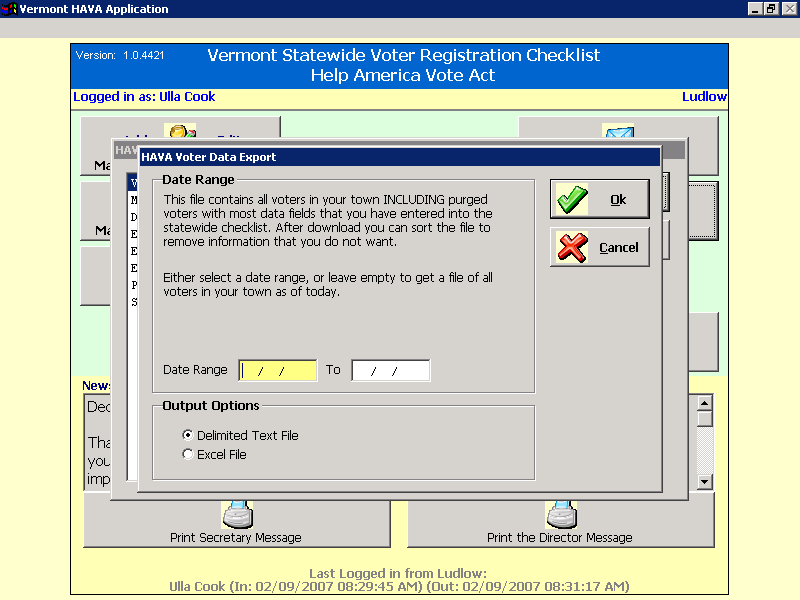 Vermont HAVA Application
Version: 1.0.4421
Vermont Statewide Voter Registration Checklist
Help America Vote Act
Logged in as: Ulla Cook
Ludlow
HAVA Voter Data Export
Date Range
This file contains all voters in your town INCLUDING purged
voters with most data fields that you have entered into the
statewide checklist. After download you can sort the file to
remove information that you do not want.
Either select a date range, or leave empty to get a file of all
voters in your town as of today.
Date Range / / To / /
Output Options
Delimited Text File
Excel File
Ok
Cancel
Print Secretary Message
Print the Director Message
Last Logged in from Ludlow:
Ulla Cook (In: 02/09/2007 08:29:45 AM) (Out: 02/09/2007 08:31:17 AM)